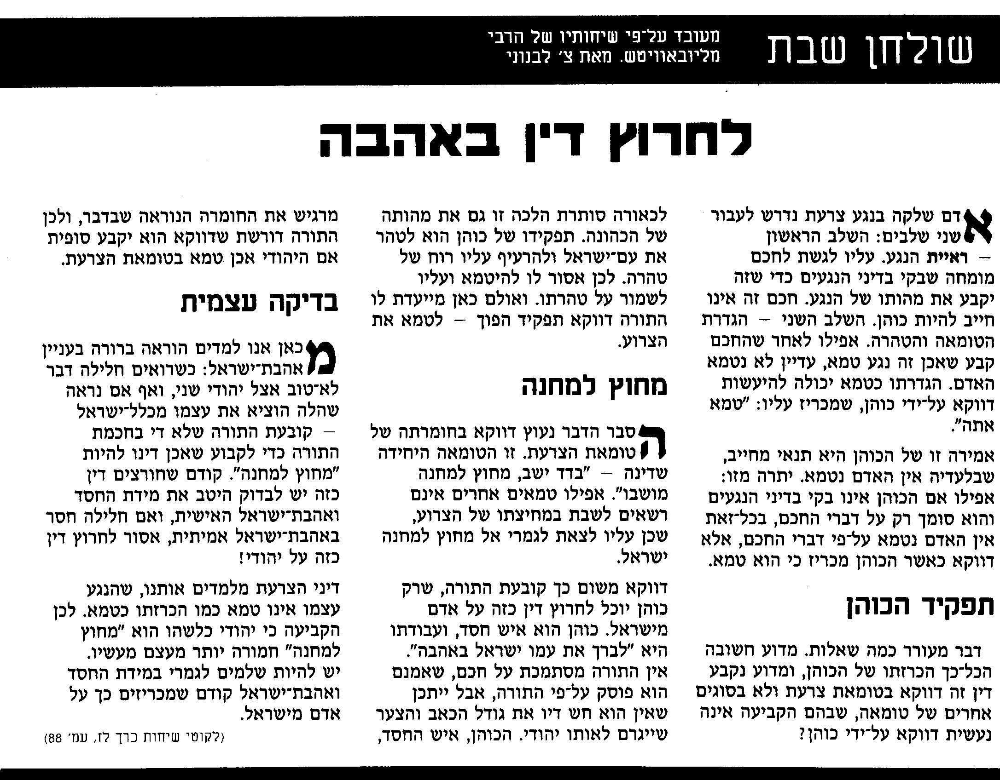 שולחן שבת
מעובד על־פי שיחותיו של הרבי
מליובאוויטש. מאת צ׳ לבנוני
לחרוץ דין באהבה
אדם שלקה בנגע צרעת נדרש לעבור
שני שלבים: השלב הראשון
– ראיית הנגע. עליו לגשת לחכם
מומחה שבקי בדיני הנגעים כדי שזה
יקבע את מהותו של הנגע. חכם זה אינו
חייב להיות כוהן. השלב השני – הגדרת
הטומאה והטהרה. אפילו לאחר שהחכם
קבע שאכן זה נגע טמא, עדיין לא נטמא
האדם. הגדרתו כטמא יכולה להיעשות
דווקא על־ידי כוהן, שמכריז עליו: "טמא
אתה".
אמירה זו של הכוהן היא תנאי מחייב,
שבלעדיה אין האדם נטמא. יתרה מזו:
אפילו אם הכוהן אינו בקי בדיני הנגעים
והוא סומך רק על דברי החכם, בכל־זאת
אין האדם נטמא על־פי דברי החכם, אלא
דווקא כאשר הכוהן מכריז כי הוא טמא.
תפקיד הכוהן
דבר מעורר כמה שאלות. מדוע חשובה
הכל־כך הכרזתו של הכוהן, ומדוע נקבע
דין זה דווקא בטומאת צרעת ולא בסוגים
אחרים של טומאה, שבהם הקביעה אינה
נעשית דווקא על־ידי כוהן?
לכאורה סותרת הלכה זו גם את מהותה
של הכהונה. תפקידו של כוהן הוא לטהר
את עם־ישראל ולהרעיף עליו רוח של
טהרה. לכן אסור לו להיטמא ועליו
לשמור על טהרתו. ואולם כאן מייעדת לו
התורה דווקא תפקיד הפוך – לטמא את
הצרוע.
מחוץ למחנה
הסבר הדבר נעוץ דווקא בחומרתה של
טומאת הצרעת. זו הטומאה היחידה
שדינה – "בדד ישב, מחוץ למחנה
מושבו". אפילו טמאים אחרים אינם
רשאים לשבת במחיצתו של הצרוע,
שכן עליו לצאת לגמרי אל מחוץ למחנה
ישראל.
דווקא משום כך קובעת התורה, שרק
כוהן יוכל לחרוץ דין כזה על אדם
מישראל. כוהן הוא איש חסד, ועבודתו
היא "לברך את עמו ישראל באהבה".
אין התורה מסתמכת על חכם, שאמנם
הוא פוסק על־פי התורה, אבל ייתכן
שאין הוא חש דיו את גודל הכאב והצער
שייגרם לאותו יהודי. הכוהן, איש החסד,
מרגיש את החומרה הנוראה שבדבר, ולכן
התורה דורשת שדווקא הוא יקבע סופית
אם היהודי אכן טמא בטומאת הצרעת.
בדיקה עצמית
מכאן אנו למדים הוראה ברורה בעניין
אהבת־ישראל: כשרואים חלילה דבר
לא־טוב אצל יהודי שני, ואף אם נראה
שהלה הוציא את עצמו מכלל־ישראל
– קובעת התורה שלא די בחכמת
התורה כדי לקבוע שאכן דינו להיות
"מחוץ למחנה". קודם שחורצים דין
כזה יש לבדוק היטב את מידת החסד
ואהבת־ישראל האישית, ואם חלילה חסר
באהבת־ישראל אמיתית, אסור לחרוץ דין
כזה על יהודי!
דיני הצרעת מלמדים אותנו, שהנגע
עצמו אינו טמא כמו הכרזתו כטמא. לכן
הקביעה כי יהודי כלשהו הוא "מחוץ
למחנה" חמורה יותר מעצם מעשיו.
יש להיות שלמים לגמרי במידת החסד
ואהבת־ישראל קודם שמכריזים כך על
אדם מישראל.
(לקוטי שיחות כרך לז, עמ׳ 88)